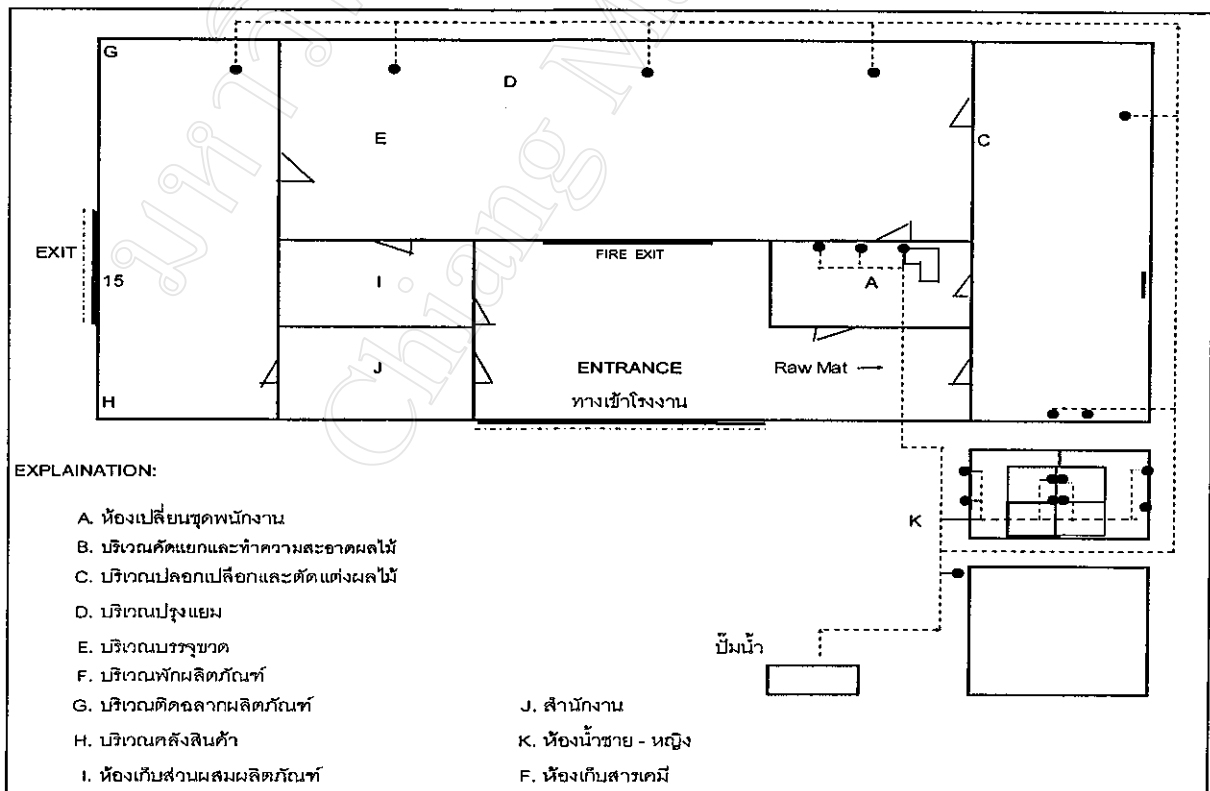 G
D
E
C
EXIT
FIRE EXIT
15
I
A
J
ENTRANCE
Raw Mat
ทางเข้าโรงงาน
H
EXPLAINATION:
K
A. ห้องเปลี่ยนชุดพนักงาน
B. บริเวณคัดแยกและทำความสะอาดผลไม้
C. บริเวณปลอกเปลือกและตัดแต่งผลไม้
D. บริเวณปรุงแยม
E. บริเวณบรรจุขวด
ปั๊มน้ำ
F. บริเวณพักผลิตภัณฑ์
G. บริเวณติดฉลากผลิตภัณฑ์
J. สำนักงาน
H. บริเวณคลังสินค้า
K. ห้องน้ำชาย - หญิง
I. ห้องเก็บส่วนผสมผลิตภัณฑ์
F. ห้องเก็บสารเคมี